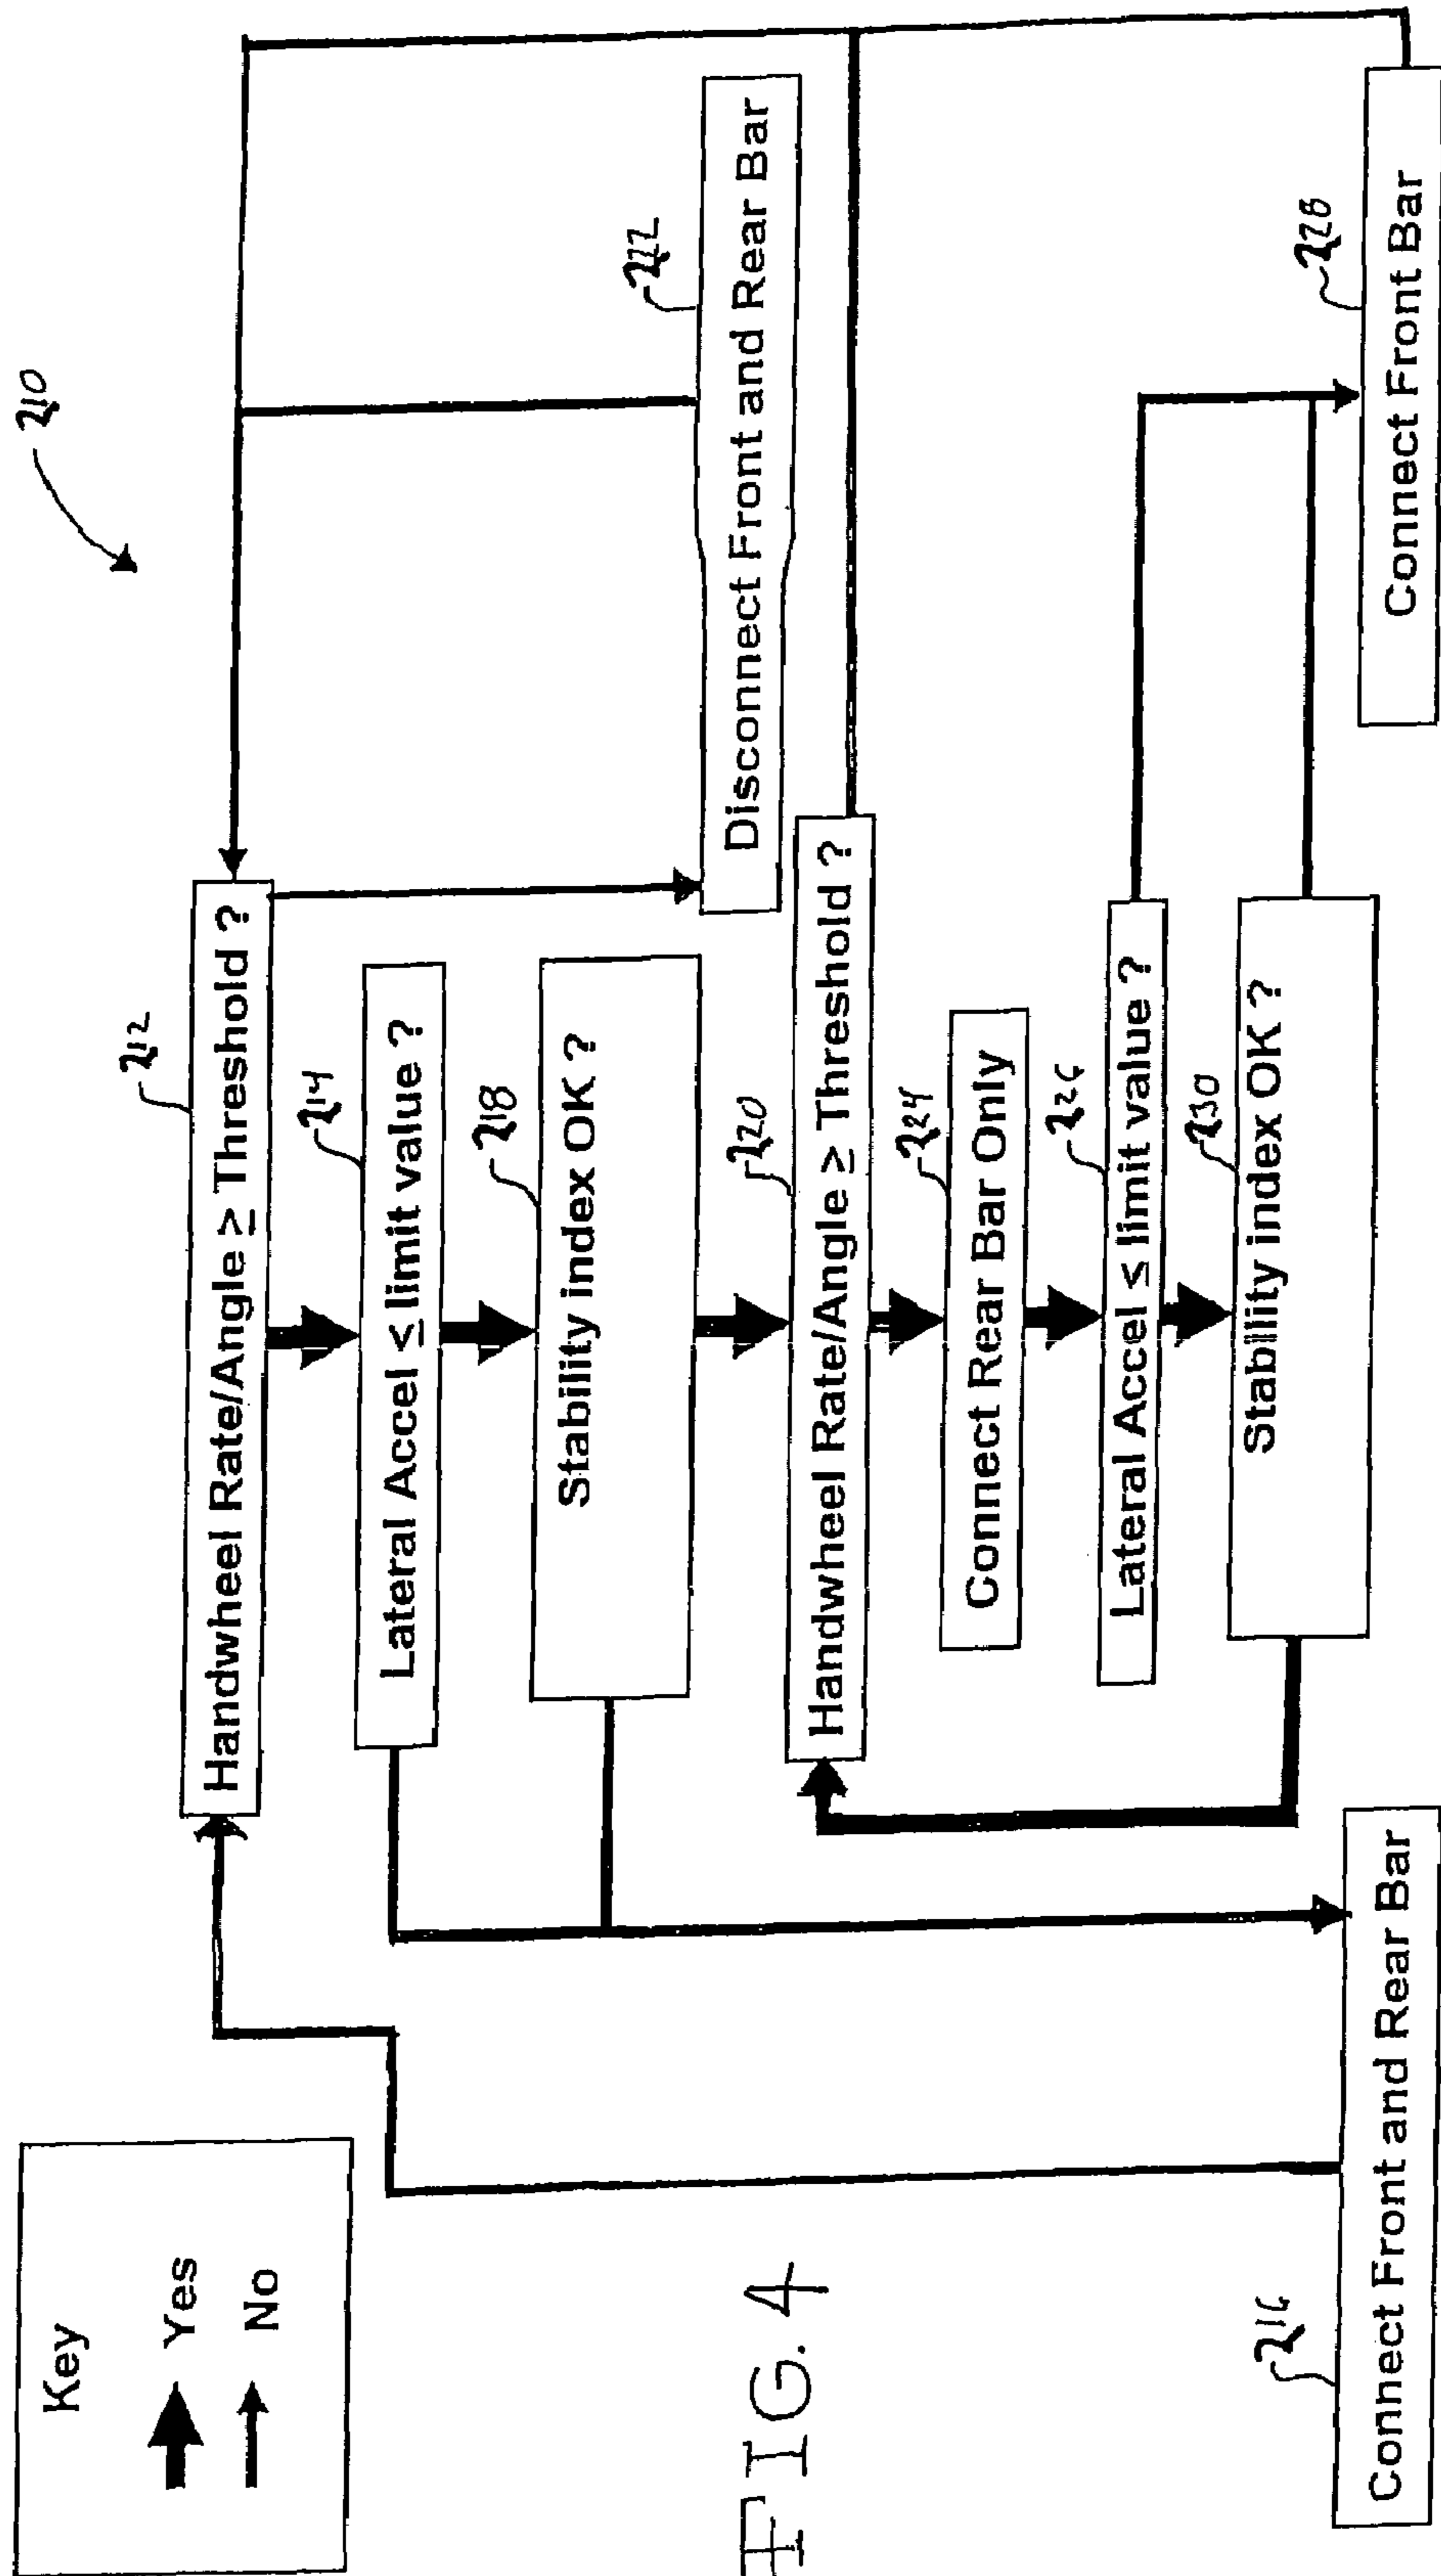 210
Key
Yes
No
212
Handwheel Rate/Angle ≥ Threshold ?
214
Lateral Accel ≤ limit value ?
218
Stability index OK ?
222
Disconnect Front and Rear Bar
220
Handwheel Rate/Angle ≥ Threshold ?
224
Connect Rear Bar Only
226
Lateral Accel ≤ limit value ?
230
Stability index OK ?
216
Connect Front and Rear Bar
228
Connect Front Bar
FIG. 4